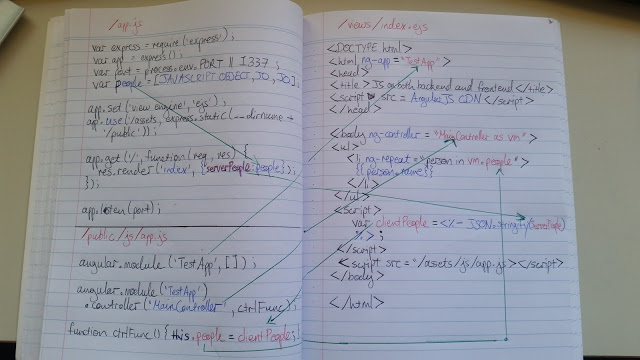 /app.js
var express = require('express');
var app = express();
var port = process.env.PORT || 1337;
var people = [JAVASCRIPT OBJECT, JO, JO];
app.set('view engine', 'ejs');
app.use('/assets', express.static(__dirname +
'/public'));
app.get('/', function(req, res) {
res.render('index', {serverPeople:people});
});
app.listen(port);
/public/js/app.js
angular.module('TestApp', []);
angular.module('TestApp')
.controller('MainController', ctrlFunc);
function ctrlFunc() { this.people = clientPeople; }
/views/index.ejs
<!DOCTYPE html>
<html ng-app="TestApp">
<head>
<title> JS on both backend and frontend </title>
<script src = AngularJS CDN </script>
</head>
<body ng-controller = "MainController as vm">
<ul>
<li ng-repeat = "person in vm.people">
{{person.name}}
</li>
</ul>
<script>
var clientPeople = <%- JSON.stringify(serverPeople)
%> ;
</script>
<script src = "/assets/js/app.js></script>
</body>
</html>